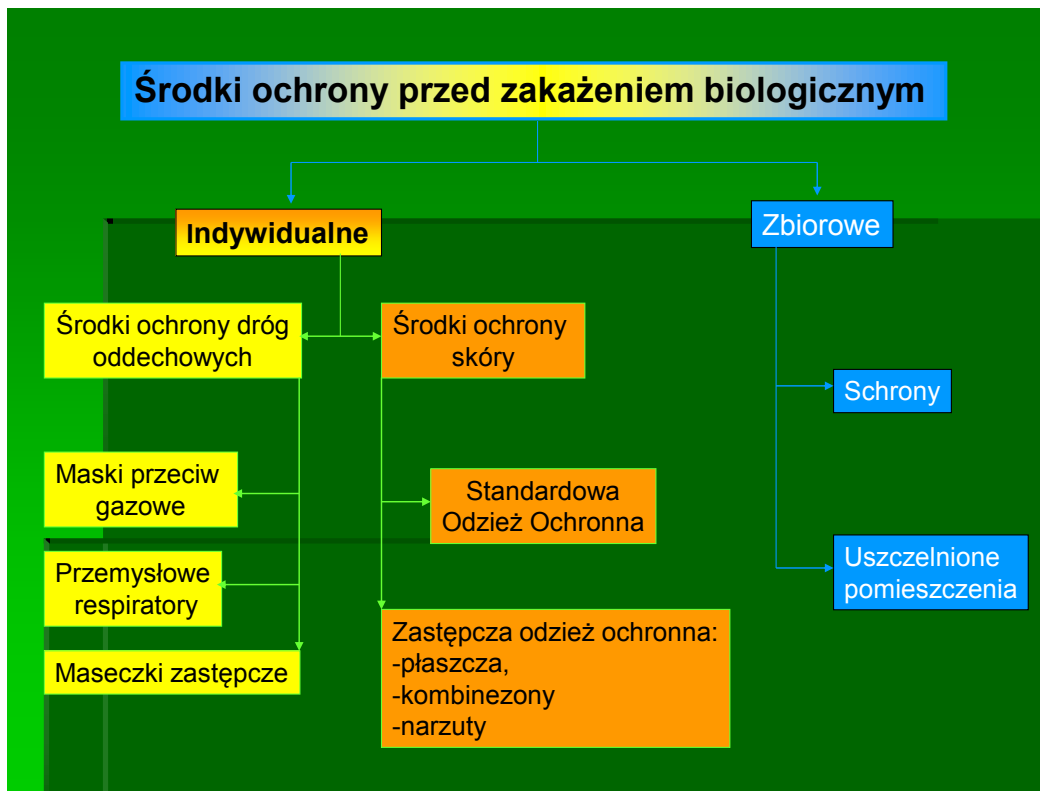 Środki ochrony przed zakażeniem biologicznym
Indywidualne
Zbiorowe
Środki ochrony dróg
oddechowych
Środki ochrony
skóry
Schrony
Maski przeciw
gazowe
Standardowa
Odzież Ochronna
Przemysłowe
respiratory
Uszczelnione
pomieszczenia
Maseczki zastępcze
Zastępcza odzież ochronna:
-płaszcza,
-kombinezony
-narzuty